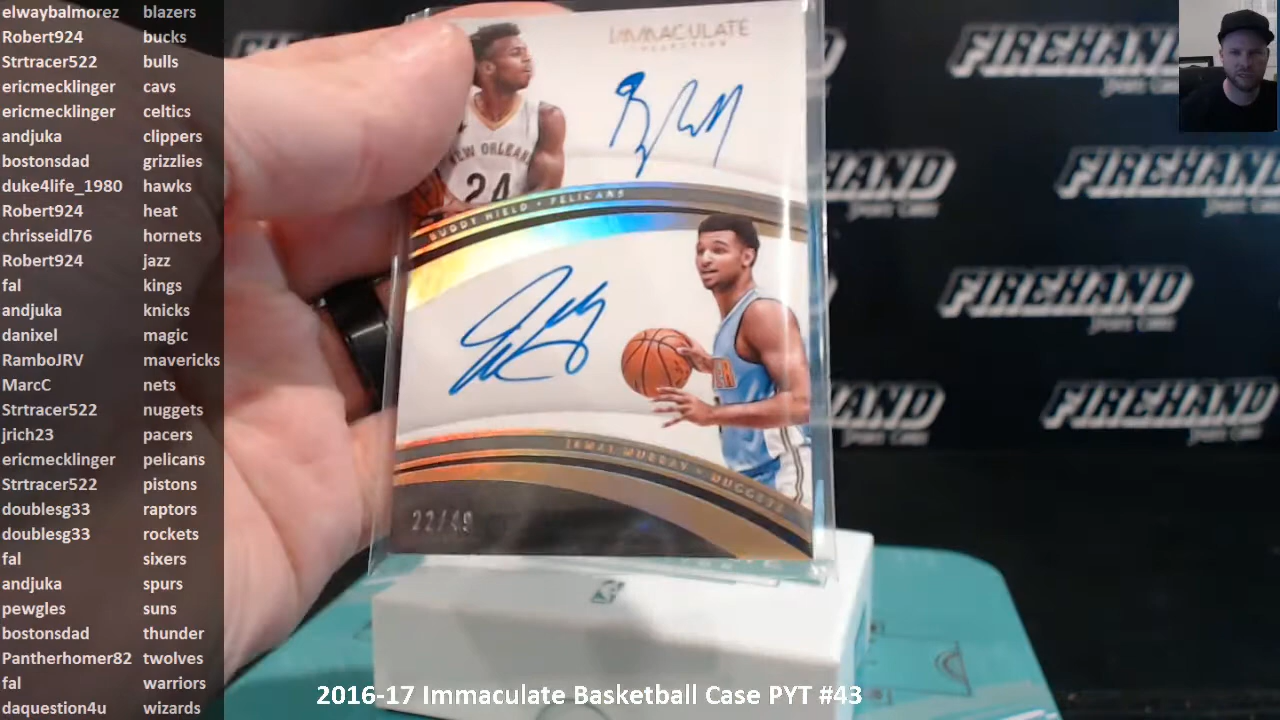 elwaybalmorez blazers
Robert924 bucks
Strtracer522 bulls
ericmecklinger cavs
ericmecklinger celtics
andjuka clippers
bostonsdad grizzlies
duke4life_1980 hawks
Robert924 heat
chrisseidl76 hornets
Robert924 jazz
fal kings
andjuka knicks
danixel magic
RamboJRV mavericks
MarcC nets
Strtracer522 nuggets
jrich23 pacers
ericmecklinger pelicans
Strtracer522 pistons
doublesg33 raptors
doublesg33 rockets
fal sixers
andjuka spurs
pewgles suns
bostonsdad thunder
Pantherhomer82 twolves
fal warriors
daquestion4u wizards
IMMACULATE
COLLECTION
NEW ORLEANS
24
BUDDY HIELD • PELICANS
JAMAL MURRAY • NUGGETS
22/49
FIREHAND
FIREHAND
FIREHAND
FIREHAND
2016-17 Immaculate Basketball Case PYT #43